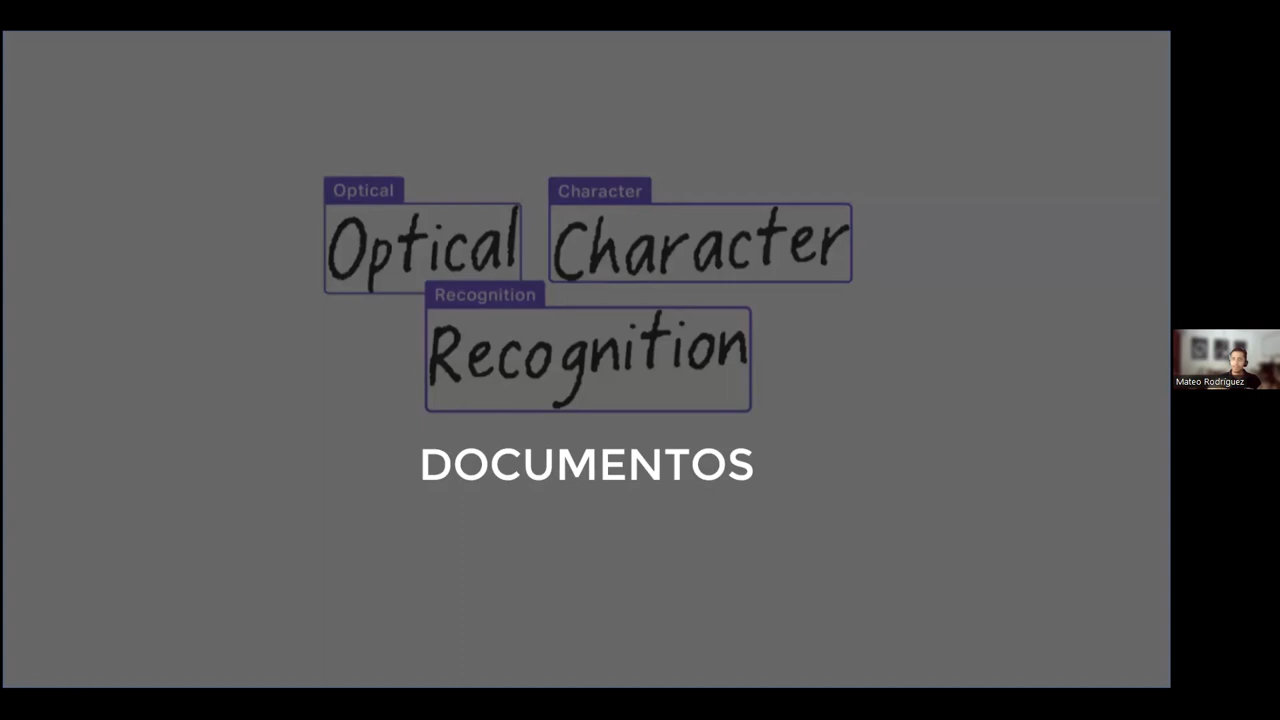 Optical Character
Optical Character
Recognition
Recognition
DOCUMENTOS
Mateo Rodríguez